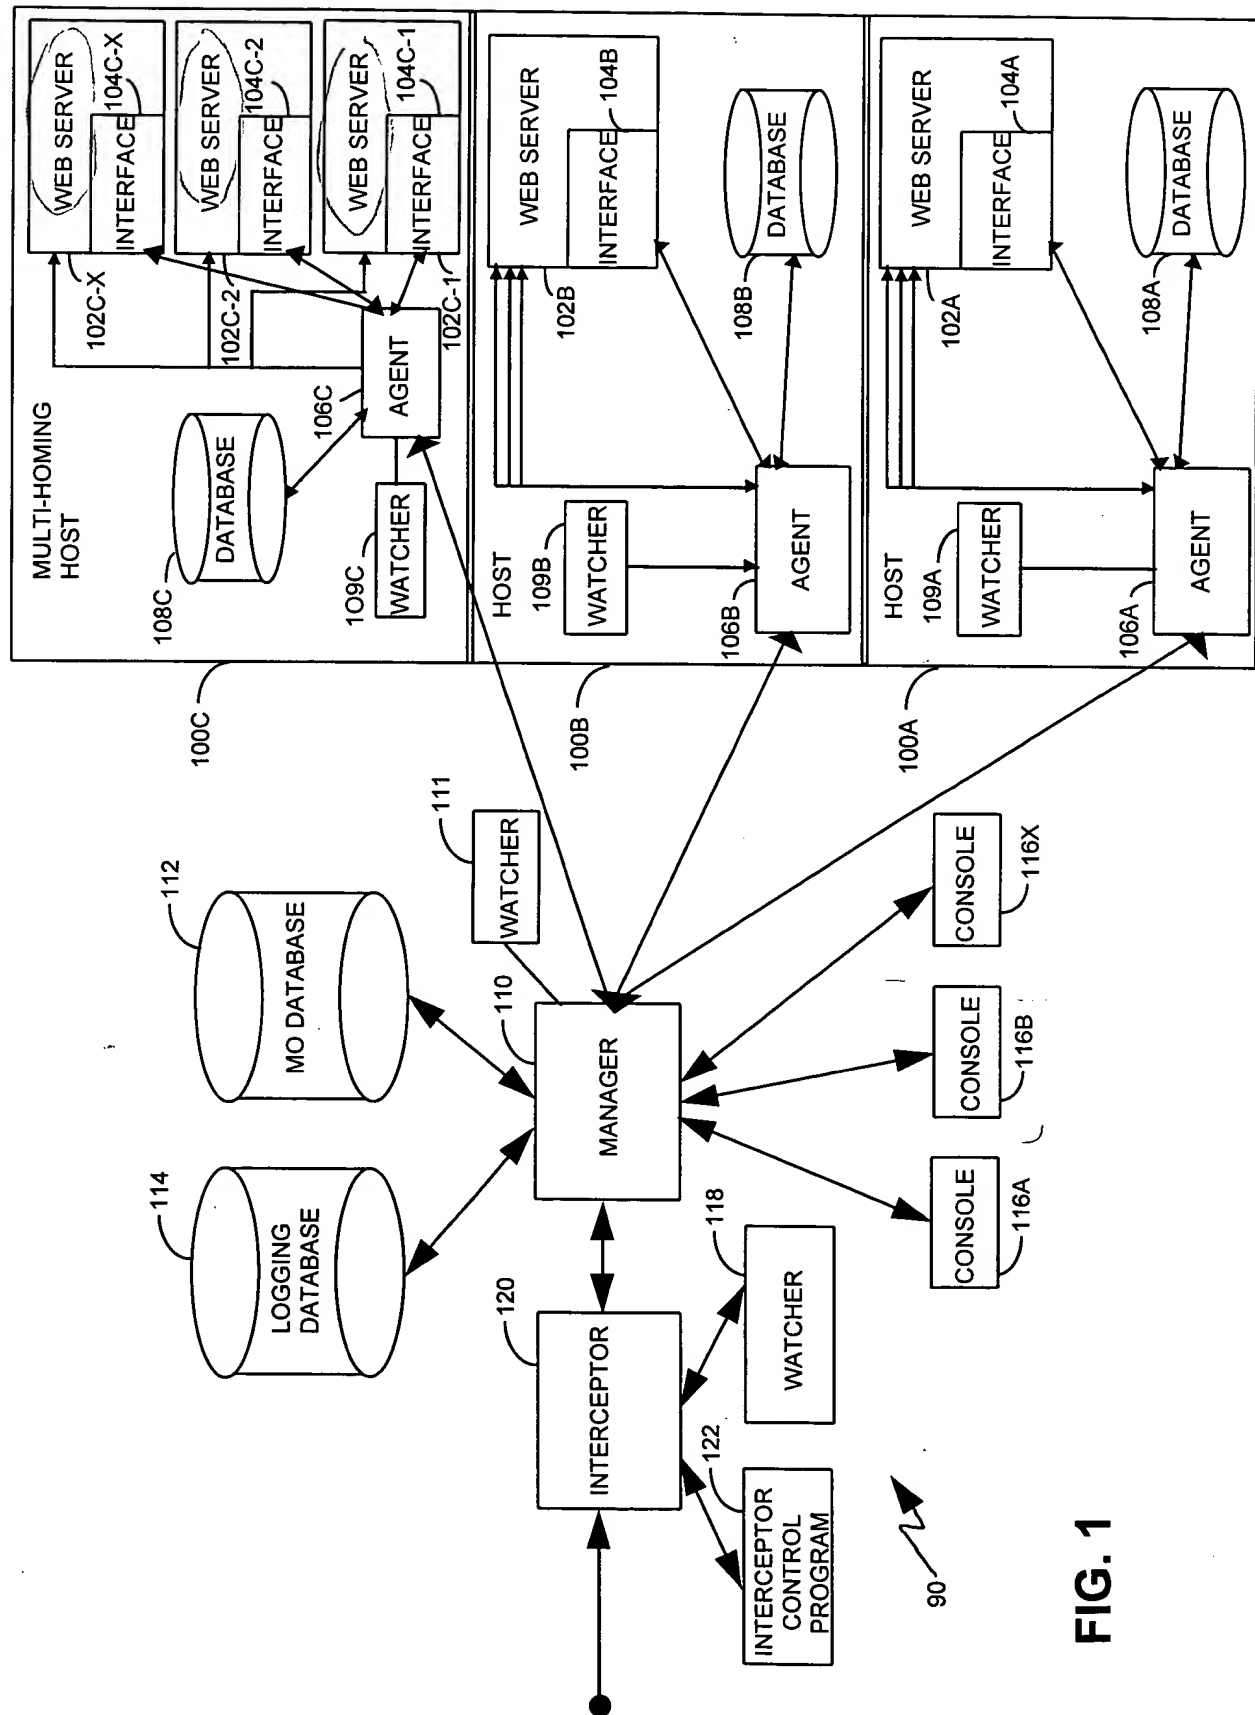 MULTI-HOMING
HOST
108C
DATABASE
106C
AGENT
1O9C
WATCHER
102C-X
WEB SERVER
INTERFACE
104C-X
102C-2
WEB SERVER
INTERFACE
104C-2
102C-1
WEB SERVER
INTERFACE
104C-1
100C
HOST
109B
WATCHER
106B
AGENT
102B
WEB SERVER
INTERFACE
104B
108B
DATABASE
100B
HOST
109A
WATCHER
106A
AGENT
102A
WEB SERVER
INTERFACE
104A
108A
DATABASE
100A
114
LOGGING
DATABASE
112
MO DATABASE
111
WATCHER
110
MANAGER
120
INTERCEPTOR
118
WATCHER
122
INTERCEPTOR
CONTROL
PROGRAM
CONSOLE
116A
CONSOLE
116B
CONSOLE
116X
90
FIG. 1